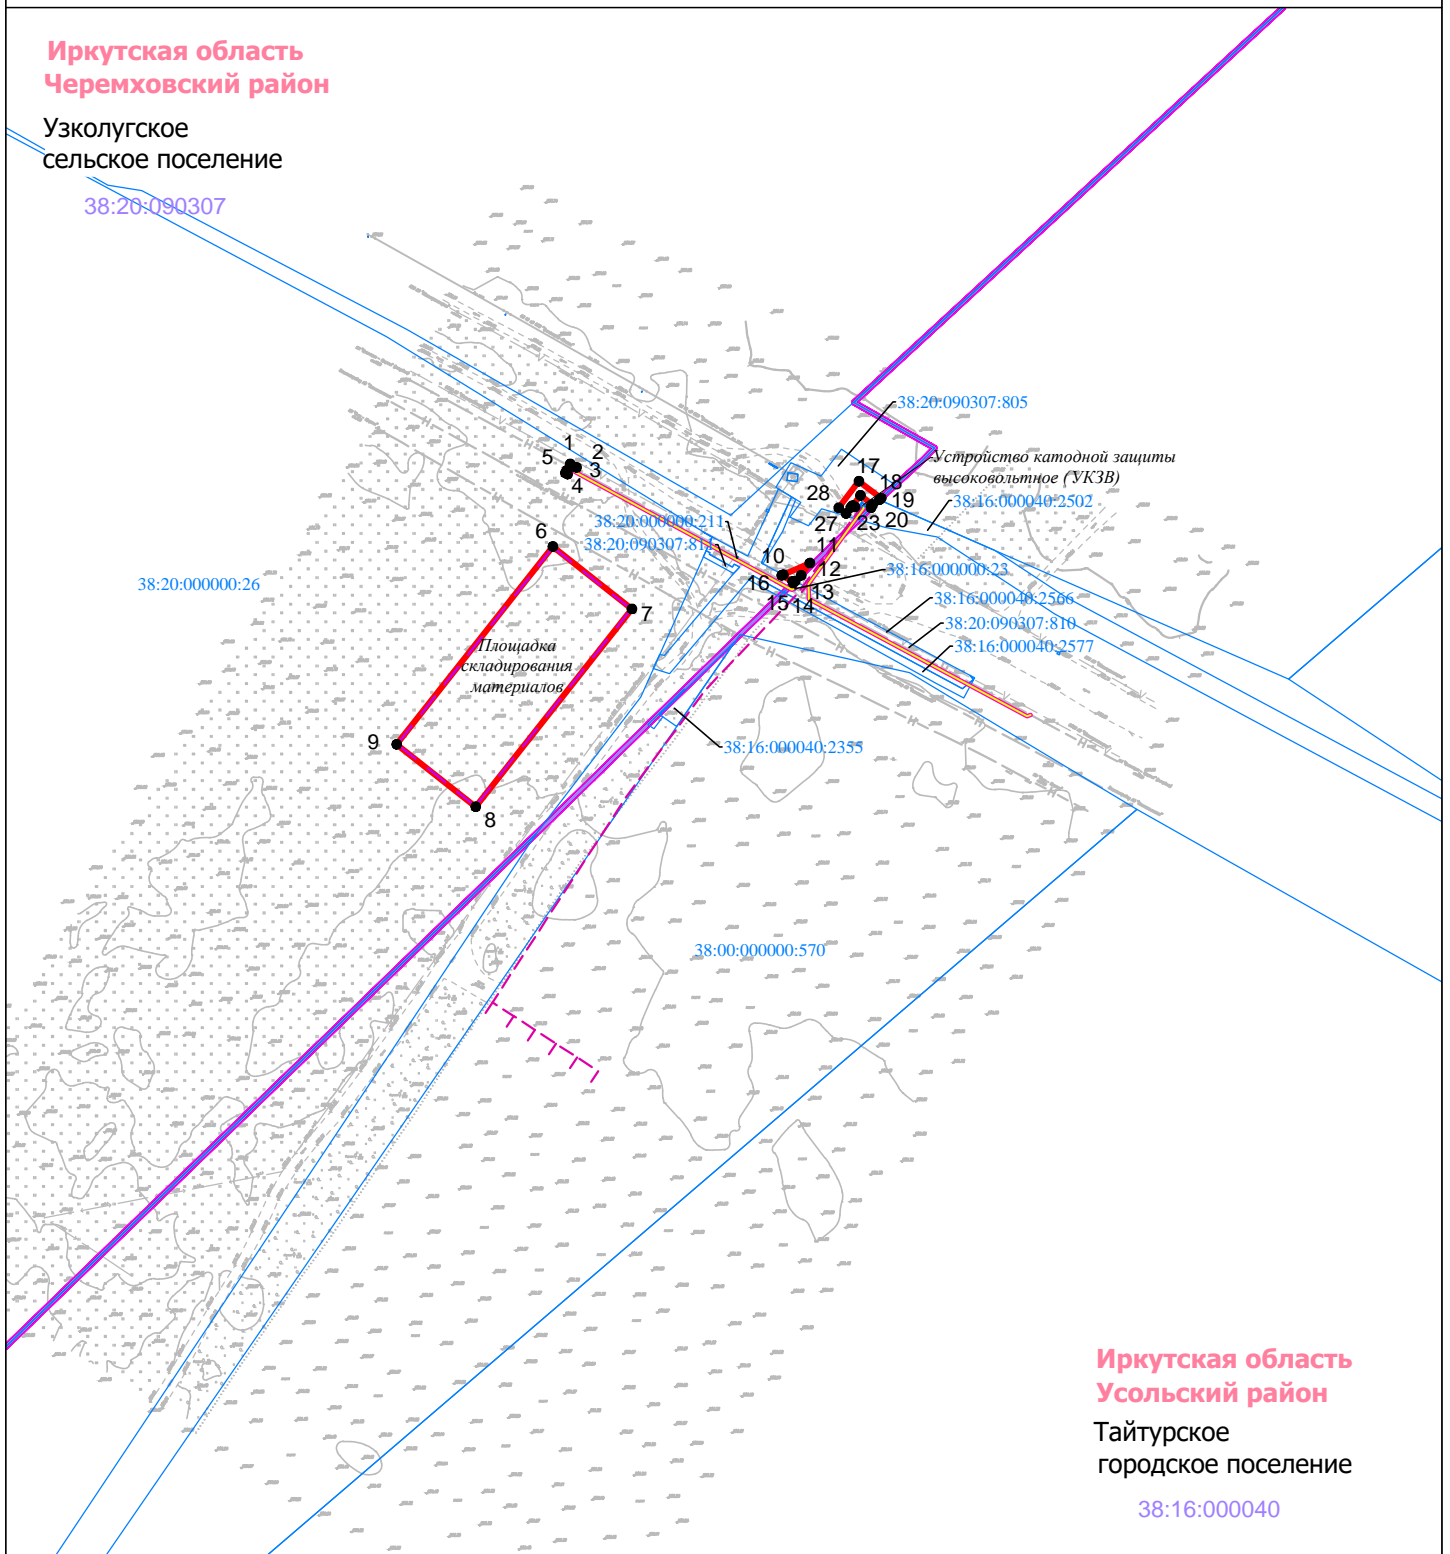 Иркутская область
Черемховский район
Узколугское
сельское поселение
38:20:090307
38:20:090307:805
Устройство катодной защиты
высоковольтное (УКЗВ)
38:16:000040:2502
1
2
5
3
4
17
18
28
19
27
23
20
38:20:000000:211
38:20:090307:811
6
11
10
12
38:16:000000:23
16
13
15
14
38:20:000000:26
7
38:16:000040:2566
38:20:090307:810
38:16:000040:2577
Площадка
складирования
материалов
9
38:16:000040:2355
8
38:00:000000:570
Иркутская область
Усольский район
Тайтурское
городское поселение
38:16:000040